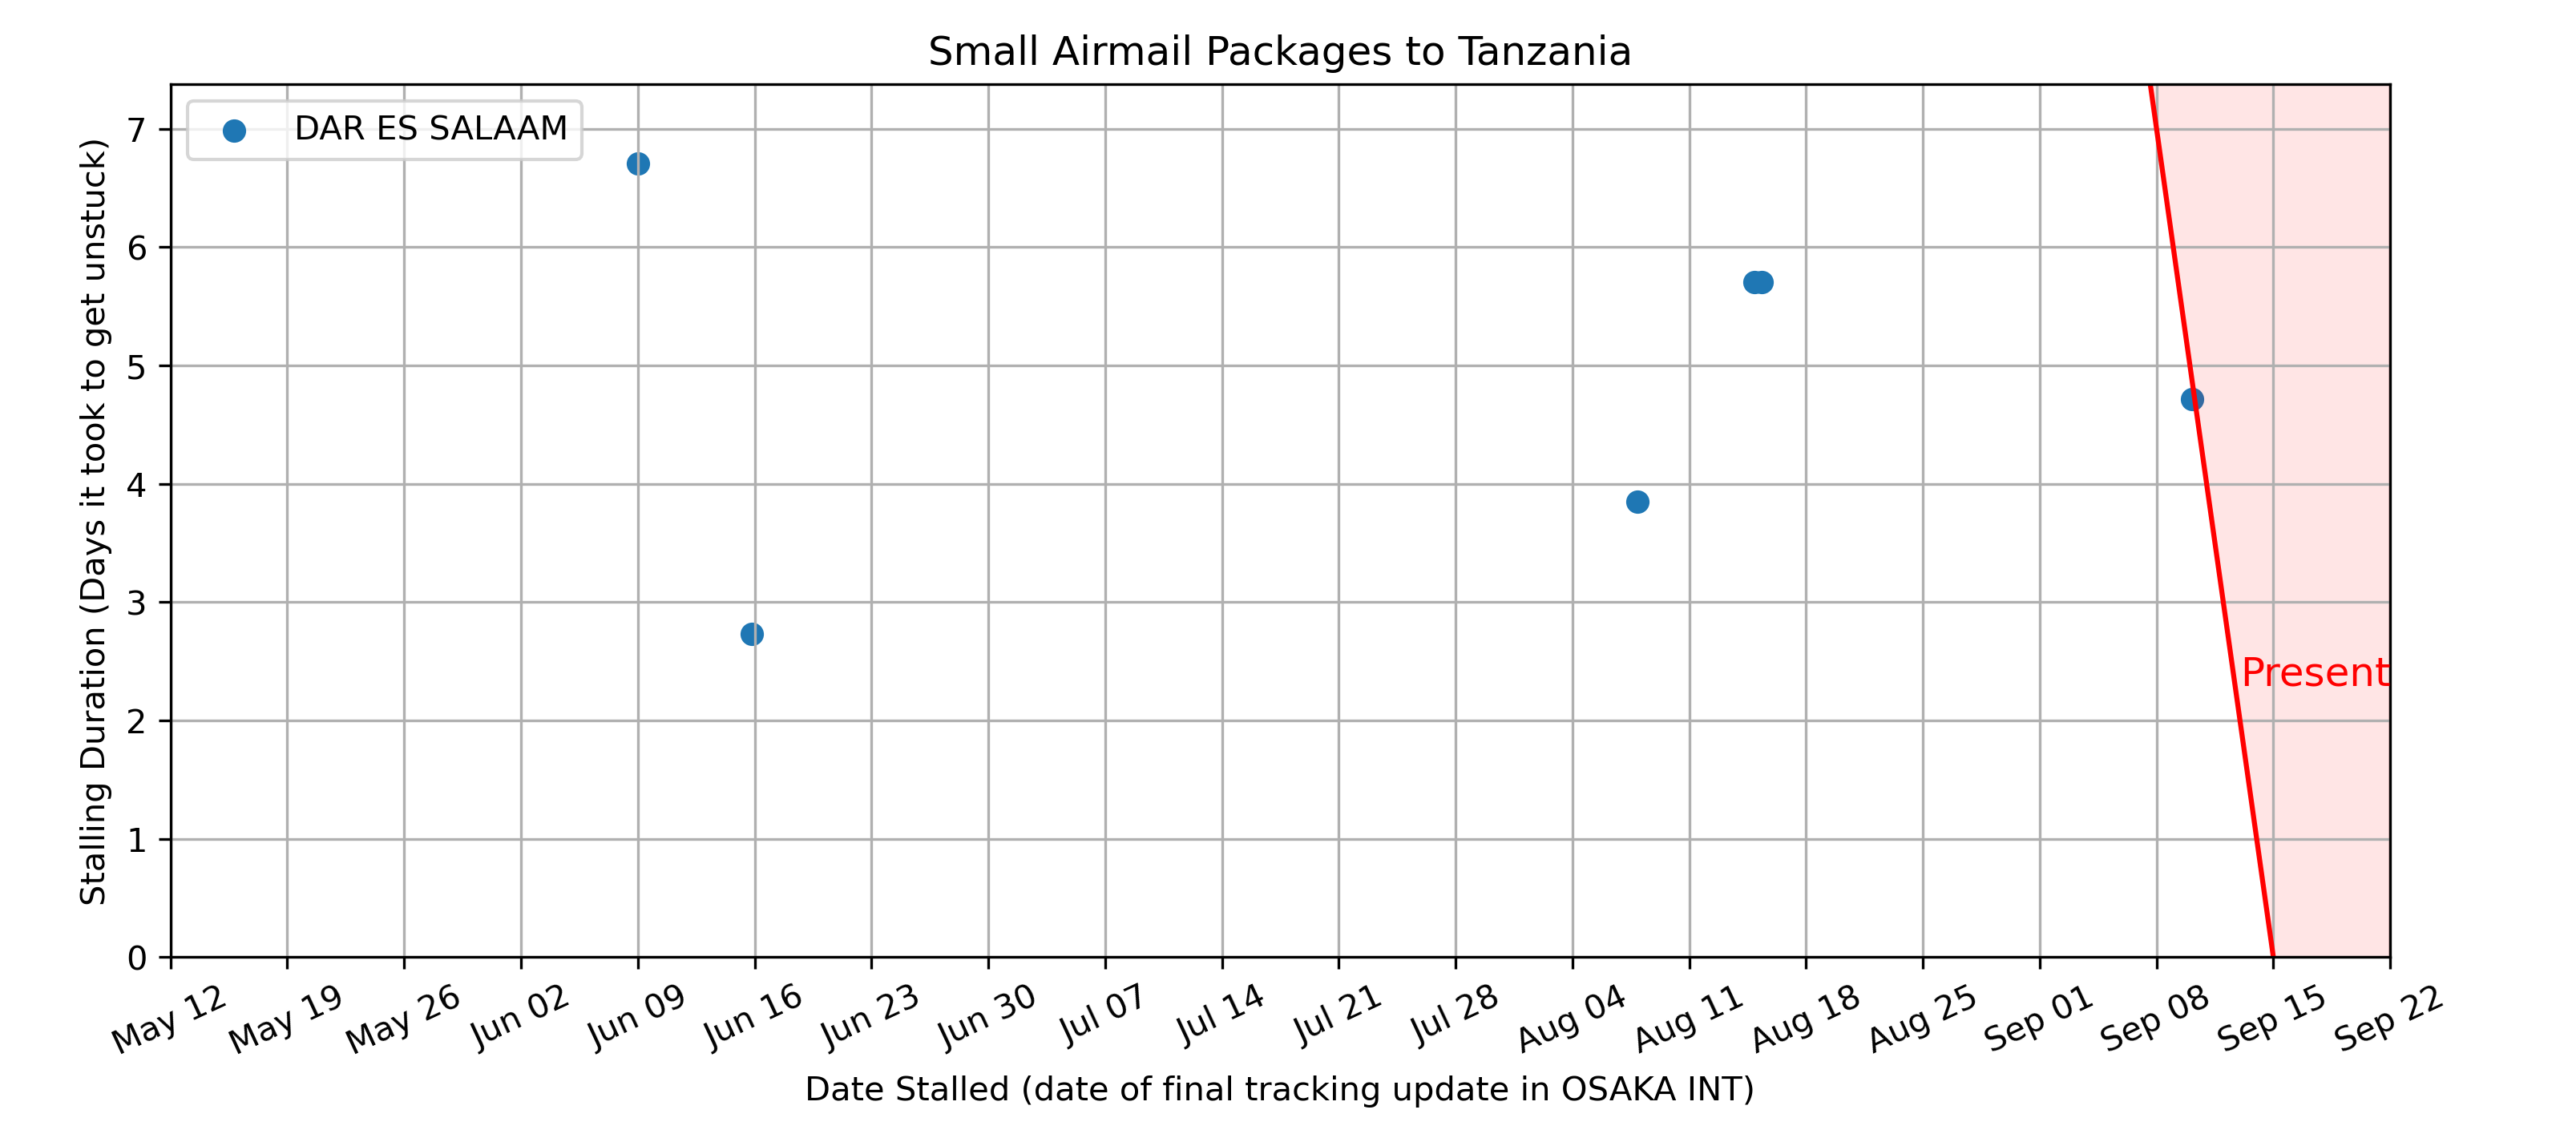 Small Airmail Packages to Tanzania
DAR ES SALAAM
Stalling Duration (Days it took to get unstuck)
7
6
5
4
3
2
1
0
Present
May 12
May 19
May 26
Jun 02
Jun 09
Jun 16
Jun 23
Jun 30
Jul 07
Jul 14
Jul 21
Jul 28
Aug 04
Aug 11
Aug 18
Aug 25
Sep 01
Sep 08
Sep 15
Sep 22
Date Stalled (date of final tracking update in OSAKA INT)